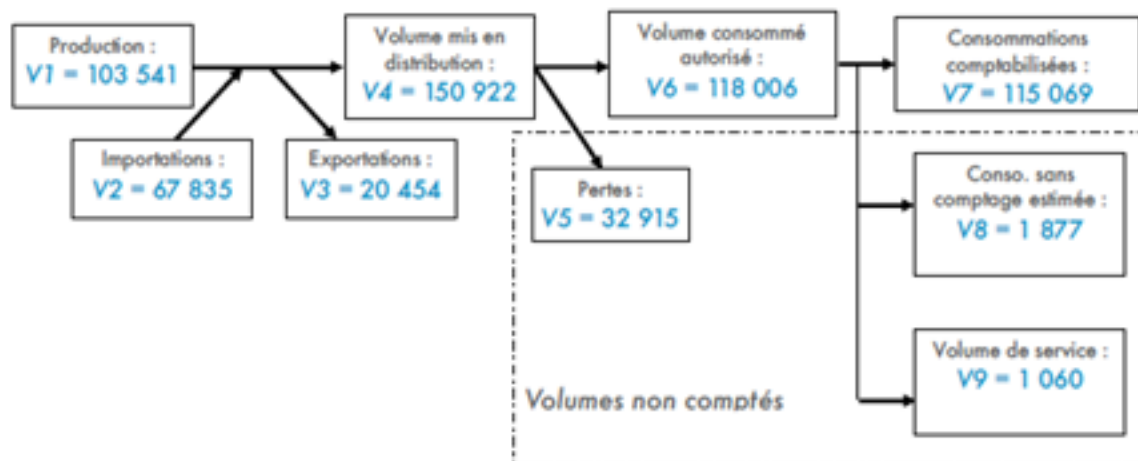 Production :
V1 = 103 541
Volume mis en
distribution :
V4 = 150 922
Volume consommé
autorisé :
V6 = 118 006
Consommations
comptabilisées :
V7 = 115 069
Importations :
V2 = 67 835
Exportations :
V3 = 20 454
Pertes :
V5 = 32 915
Conso. sans
comptage estimée :
V8 = 1 877
Volume de service :
V9 = 1 060
Volumes non comptés